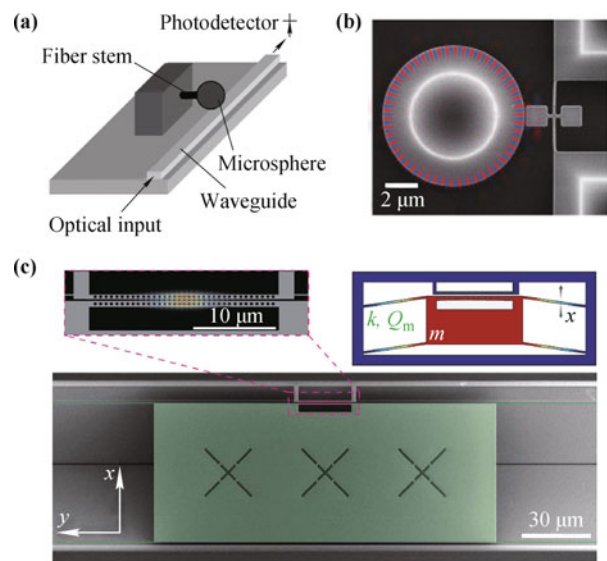 (a)
Photodetector
Fiber stem
Microsphere
Waveguide
Optical input
(b)
2 μm
(c)
10 μm
k, Qm
m
x
x
y
30 μm